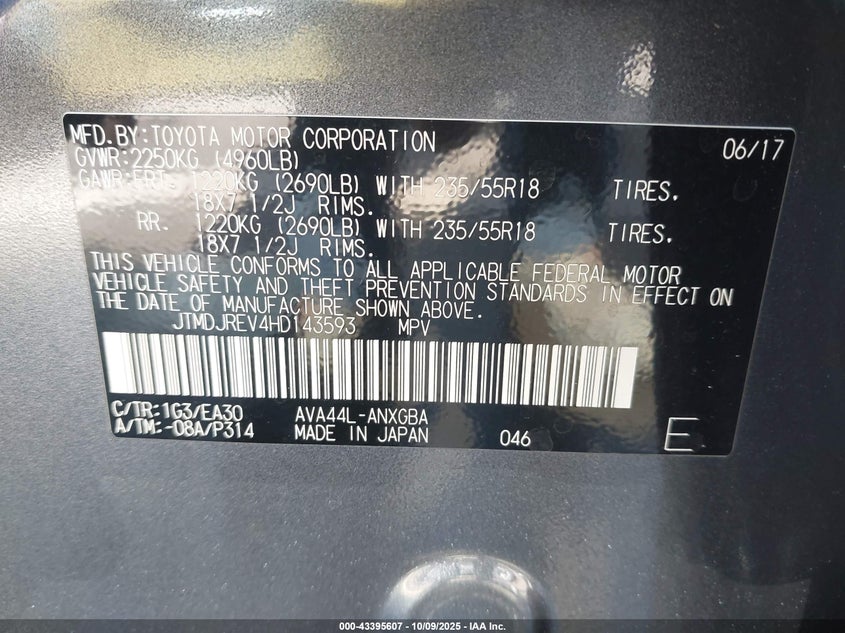 MFD.BY:TOYOTA MOTOR CORPORATION 06/17
GVWR:2250KG (4960LB)
GAWR:FRT. 1220KG (2690LB) WITH 235/55R18 TIRES,
18X7 1/2J RIMS.
RR. 1220KG (2690LB) WITH 235/55R18 TIRES,
18X7 1/2J RIMS.
THIS VEHICLE CONFORMS TO ALL APPLICABLE FEDERAL MOTOR
VEHICLE SAFETY AND THEFT PREVENTION STANDARDS IN EFFECT ON
THE DATE OF MANUFACTURE SHOWN ABOVE.
JTMDJREV4HD143593 MPV
C/TR:1G3/EA30 AVA44L-ANXGBA
A/TM:-08A/P314 MADE IN JAPAN 046 E
000-43395607 - 10/09/2025 - IAA Inc.